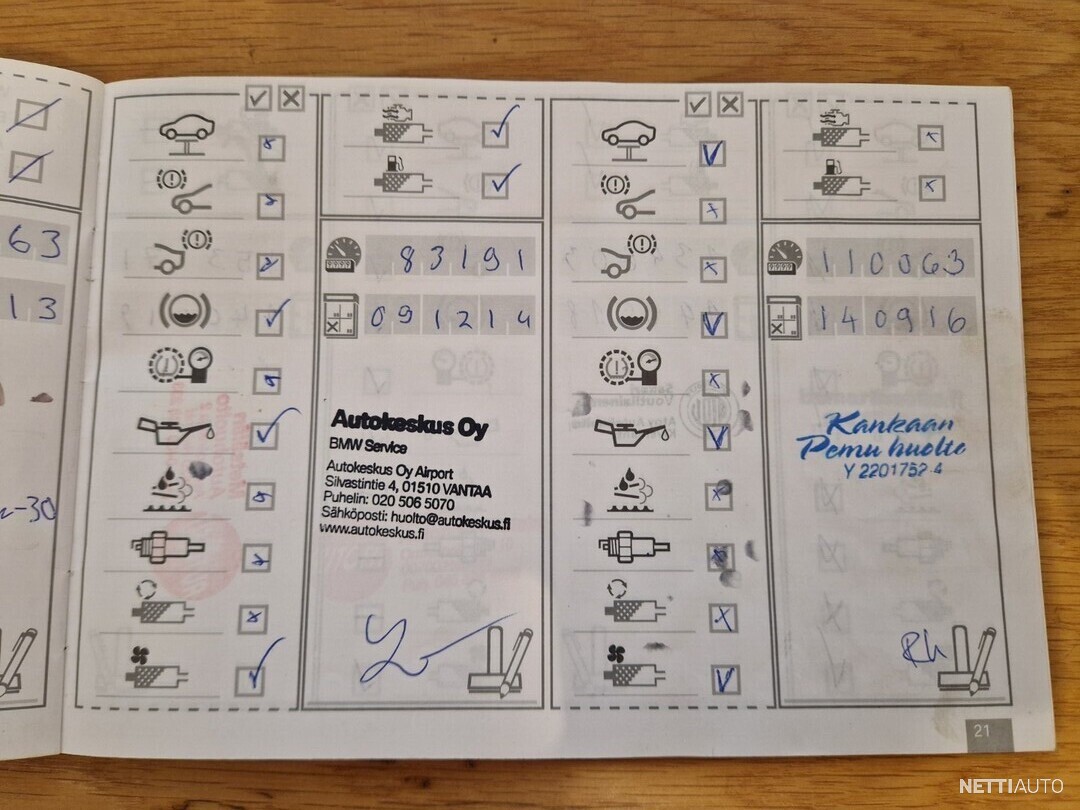 63
13
-30
83191
091214
Autokeskus Oy
BMW Service
Autokeskus Oy Airport
Silvastintie 4, 01510 VANTAA
Puhelin: 020 506 5070
Sähköposti: huolto@autokeskus.fi
www.autokeskus.fi
110063
140916
Kankaan
Pemu huolto
Y 2201752-4
Rh
21
NETTIAUTO